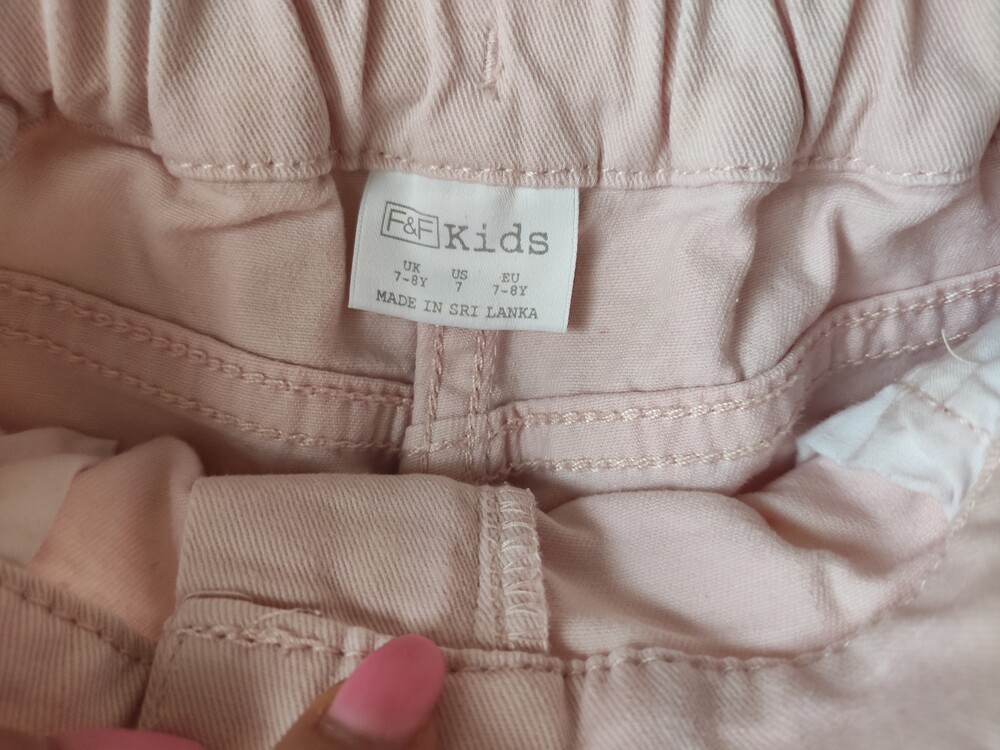 F&F Kids
UK US EU
7-8Y 7 7-8Y
MADE IN SRI LANKA